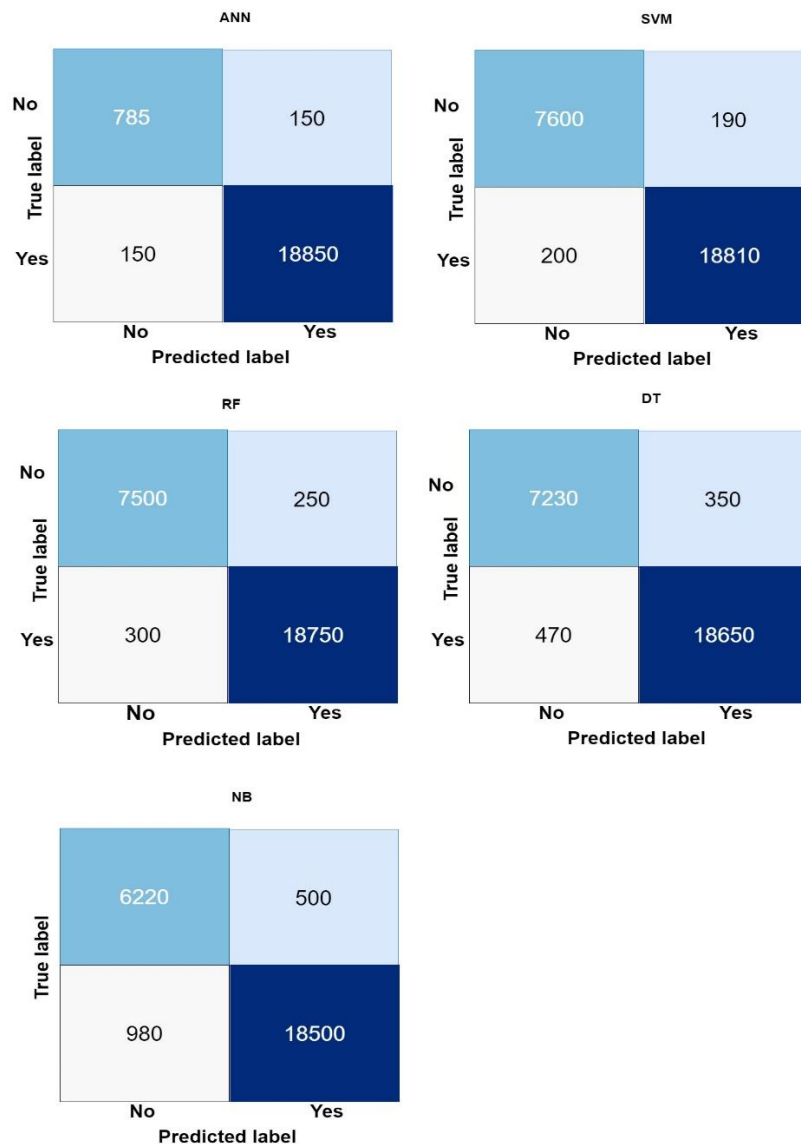 ANN
No
785
150
True label
Yes
150
18850
No
Yes
Predicted label
SVM
No
7600
190
True label
Yes
200
18810
No
Yes
Predicted label
RF
No
7500
250
True label
Yes
300
18750
No
Yes
Predicted label
DT
No
7230
350
True label
Yes
470
18650
No
Yes
Predicted label
NB
6220
500
True label
980
18500
No
Yes
Predicted label